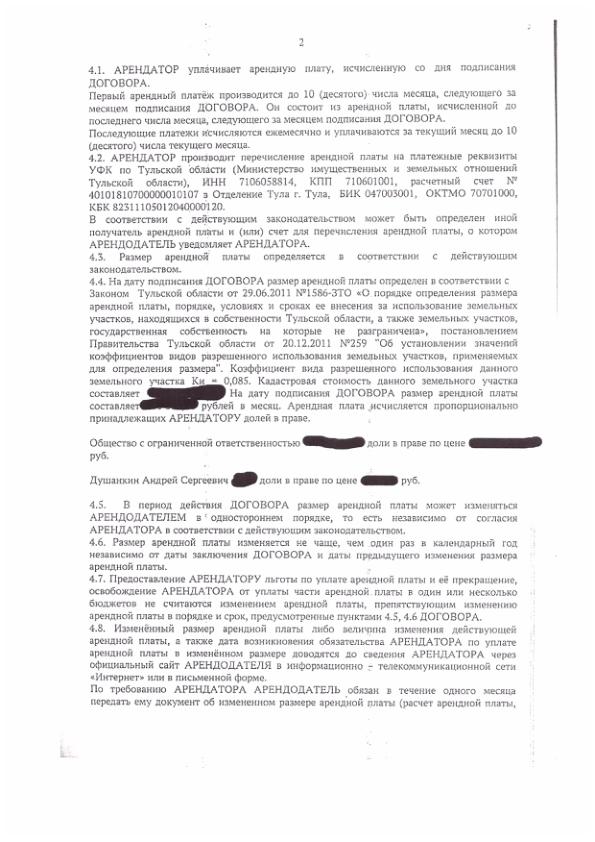 2
4.1. АРЕНДАТОР уплачивает арендную плату, исчисленную со дня подписания
ДОГОВОРА.
Первый арендный платёж производится до 10 (десятого) числа месяца, следующего за
месяцем подписания ДОГОВОРА. Он состоит из арендной платы, исчисленной до
последнего числа месяца, следующего за месяцем подписания ДОГОВОРА.
Последующие платежи исчисляются ежемесячно и уплачиваются за текущий месяц до 10
(десятого) числа текущего месяца.
4.2. АРЕНДАТОР производит перечисление арендной платы на платежные реквизиты
УФК по Тульской области (Министерство имущественных и земельных отношений
Тульской области), ИНН 7106058814, КПП 710601001, расчетный счет №
40101810700000010107 в Отделение Тула г. Тула, БИК 047003001, ОКТМО 70701000,
КБК 82311105012040000120.
В соответствии с действующим законодательством может быть определен иной
получатель арендной платы и (или) счет для перечисления арендной платы, о котором
АРЕНДОДАТЕЛЬ уведомляет АРЕНДАТОРА.
4.3. Размер арендной платы определяется в соответствии с действующим
законодательством.
4.4. На дату подписания ДОГОВОРА размер арендной платы определен в соответствии с
Законом Тульской области от 29.06.2011 №1586-ЗТО «О порядке определения размера
арендной платы, порядке, условиях и сроках ее внесения за использование земельных
участков, находящихся в собственности Тульской области, а также земельных участков,
государственная собственность на которые не разграничена», постановлением
Правительства Тульской области от 20.12.2011 №259 "Об установлении значений
коэффициентов видов разрешенного использования земельных участков, применяемых
для определения размера". Коэффициент вида разрешенного использования данного
земельного участка Ки = 0,085. Кадастровая стоимость данного земельного участка
составляет На дату подписания ДОГОВОРА размер арендной платы
составляет рублей в месяц. Арендная плата исчисляется пропорционально
принадлежащих АРЕНДАТОРУ долей в праве.
Общество с ограниченной ответственностью доли в праве по цене
руб.
Душанкин Андрей Сергеевич доли в праве по цене руб.
4.5. В период действия ДОГОВОРА размер арендной платы может изменяться
АРЕНДОДАТЕЛЕМ в одностороннем порядке, то есть независимо от согласия
АРЕНДАТОРА в соответствии с действующим законодательством.
4.6. Размер арендной платы изменяется не чаще, чем один раз в календарный год
независимо от даты заключения ДОГОВОРА и даты предыдущего изменения размера
арендной платы.
4.7. Предоставление АРЕНДАТОРУ льготы по уплате арендной платы и её прекращение,
освобождение АРЕНДАТОРА от уплаты части арендной платы в один или несколько
бюджетов не считаются изменением арендной платы, препятствующим изменению
арендной платы в порядке и срок, предусмотренные пунктами 4.5, 4.6 ДОГОВОРА.
4.8. Изменённый размер арендной платы либо величина изменения действующей
арендной платы, а также дата возникновения обязательства АРЕНДАТОРА по уплате
арендной платы в изменённом размере доводятся до сведения АРЕНДАТОРА через
официальный сайт АРЕНДОДАТЕЛЯ в информационно – телекоммуникационной сети
«Интернет» или в письменной форме.
По требованию АРЕНДАТОРА АРЕНДОДАТЕЛЬ обязан в течение одного месяца
передать ему документ об измененном размере арендной платы (расчет арендной платы,